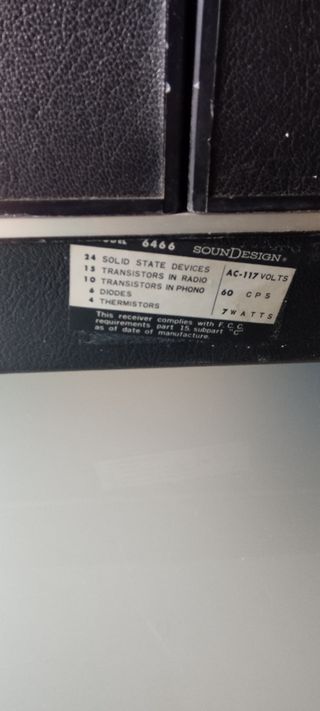 6466 SOUNDESIGN®
24 SOLID STATE DEVICES
15 TRANSISTORS IN RADIO
10 TRANSISTORS IN PHONO
6 DIODES
4 THERMISTORS
AC-117 VOLTS
60 CPS
7 WATTS
This receiver complies with F.C.C.
requirements part 15, subpart "C"
as of date of manufacture.